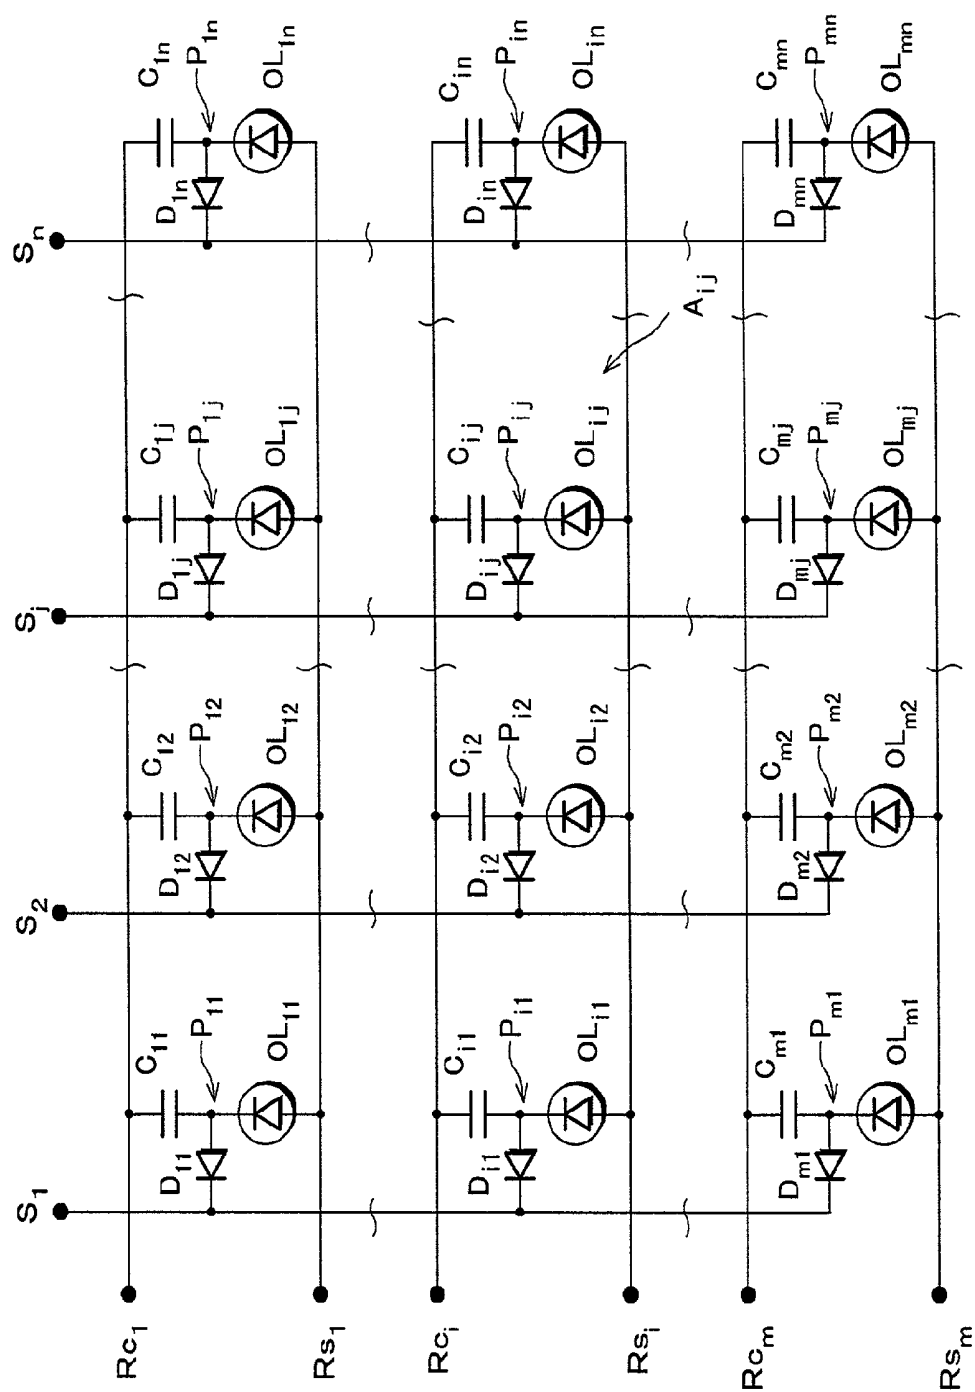 S1 S2 Sj Sn
Rc1
C11 C12 C1j C1n
P11 P12 P1j P1n
D11 D12 D1j D1n
OL11 OL12 OL1j OL1n
Rs1
Rci
Ci1 Ci2 Cij Cin
Pi1 Pi2 Pij Pin
Di1 Di2 Dij Din
OLi1 OLi2 OLij OLin
Rsi
Aij
Rcm
Cm1 Cm2 Cmj Cmn
Pm1 Pm2 Pmj Pmn
Dm1 Dm2 Dmj Dmn
OLm1 OLm2 OLmj OLmn
Rsm